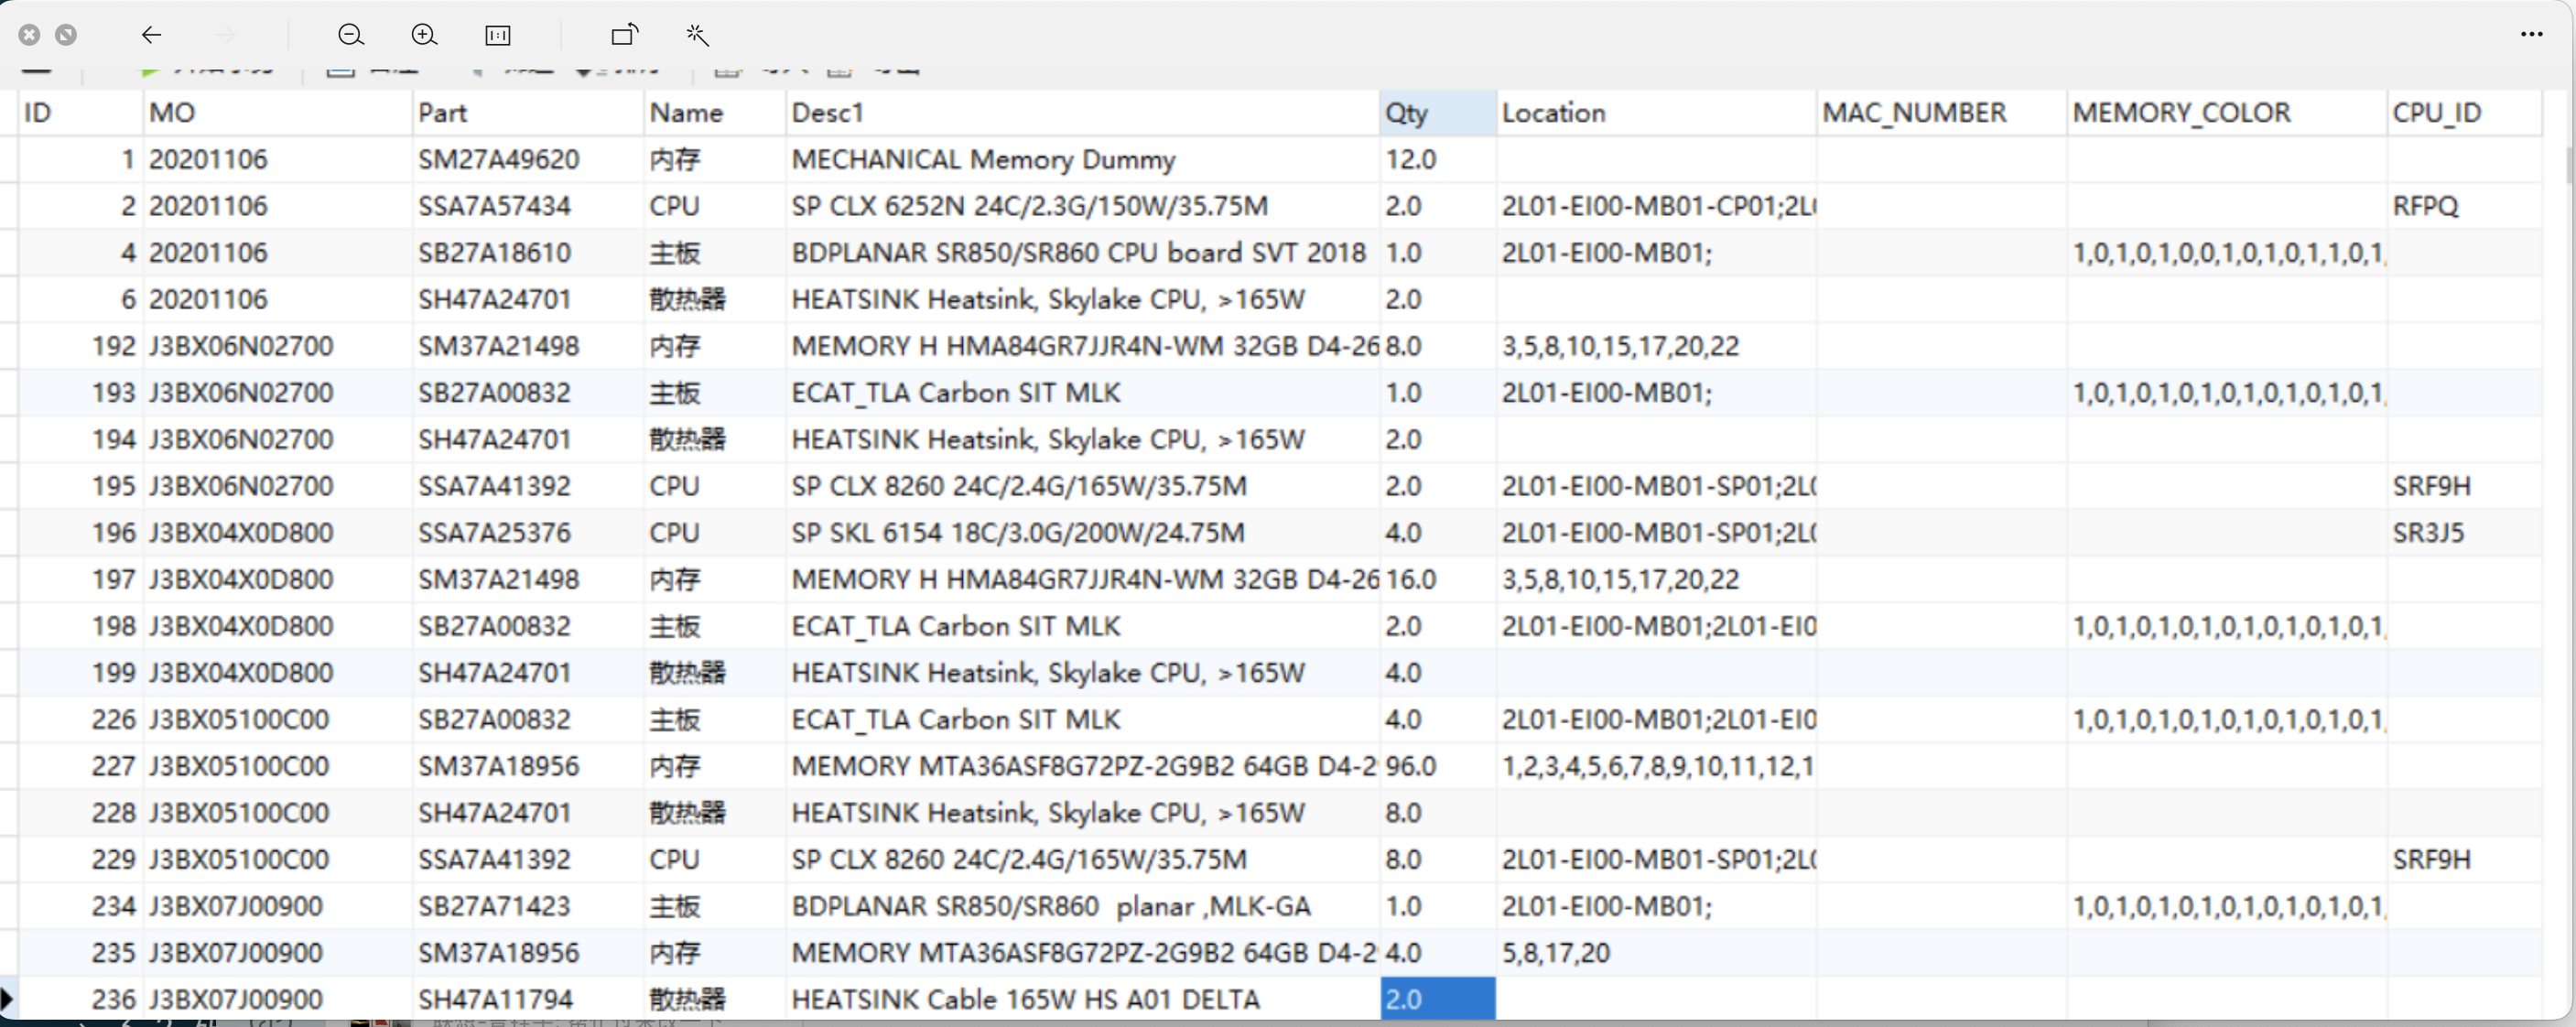 ID MO Part Name Desc1 Qty Location MAC_NUMBER MEMORY_COLOR CPU_ID
1 20201106 SM27A49620 内存 MECHANICAL Memory Dummy 12.0
2 20201106 SSA7A57434 CPU SP CLX 6252N 24C/2.3G/150W/35.75M 2.0 2L01-EI00-MB01-CP01;2L RFPQ
4 20201106 SB27A18610 主板 BDPLANAR SR850/SR860 CPU board SVT 2018 1.0 2L01-EI00-MB01; 1,0,1,0,1,0,0,1,0,1,0,1,1,0,1,
6 20201106 SH47A24701 散热器 HEATSINK Heatsink, Skylake CPU, >165W 2.0
192 J3BX06N02700 SM37A21498 内存 MEMORY H HMA84GR7JJR4N-WM 32GB D4-26 8.0 3,5,8,10,15,17,20,22
193 J3BX06N02700 SB27A00832 主板 ECAT_TLA Carbon SIT MLK 1.0 2L01-EI00-MB01; 1,0,1,0,1,0,1,0,1,0,1,0,1,0,1,
194 J3BX06N02700 SH47A24701 散热器 HEATSINK Heatsink, Skylake CPU, >165W 2.0
195 J3BX06N02700 SSA7A41392 CPU SP CLX 8260 24C/2.4G/165W/35.75M 2.0 2L01-EI00-MB01-SP01;2L0 SRF9H
196 J3BX04X0D800 SSA7A25376 CPU SP SKL 6154 18C/3.0G/200W/24.75M 4.0 2L01-EI00-MB01-SP01;2L0 SR3J5
197 J3BX04X0D800 SM37A21498 内存 MEMORY H HMA84GR7JJR4N-WM 32GB D4-26 16.0 3,5,8,10,15,17,20,22
198 J3BX04X0D800 SB27A00832 主板 ECAT_TLA Carbon SIT MLK 2.0 2L01-EI00-MB01;2L01-EI0 1,0,1,0,1,0,1,0,1,0,1,0,1,0,1,
199 J3BX04X0D800 SH47A24701 散热器 HEATSINK Heatsink, Skylake CPU, >165W 4.0
226 J3BX05100C00 SB27A00832 主板 ECAT_TLA Carbon SIT MLK 4.0 2L01-EI00-MB01;2L01-EI0 1,0,1,0,1,0,1,0,1,0,1,0,1,0,1,
227 J3BX05100C00 SM37A18956 内存 MEMORY MTA36ASF8G72PZ-2G9B2 64GB D4-2 96.0 1,2,3,4,5,6,7,8,9,10,11,12,1
228 J3BX05100C00 SH47A24701 散热器 HEATSINK Heatsink, Skylake CPU, >165W 8.0
229 J3BX05100C00 SSA7A41392 CPU SP CLX 8260 24C/2.4G/165W/35.75M 8.0 2L01-EI00-MB01-SP01;2L0 SRF9H
234 J3BX07J00900 SB27A71423 主板 BDPLANAR SR850/SR860 planar ,MLK-GA 1.0 2L01-EI00-MB01; 1,0,1,0,1,0,1,0,1,0,1,0,1,0,1,
235 J3BX07J00900 SM37A18956 内存 MEMORY MTA36ASF8G72PZ-2G9B2 64GB D4-2 4.0 5,8,17,20
236 J3BX07J00900 SH47A11794 散热器 HEATSINK Cable 165W HS A01 DELTA 2.0